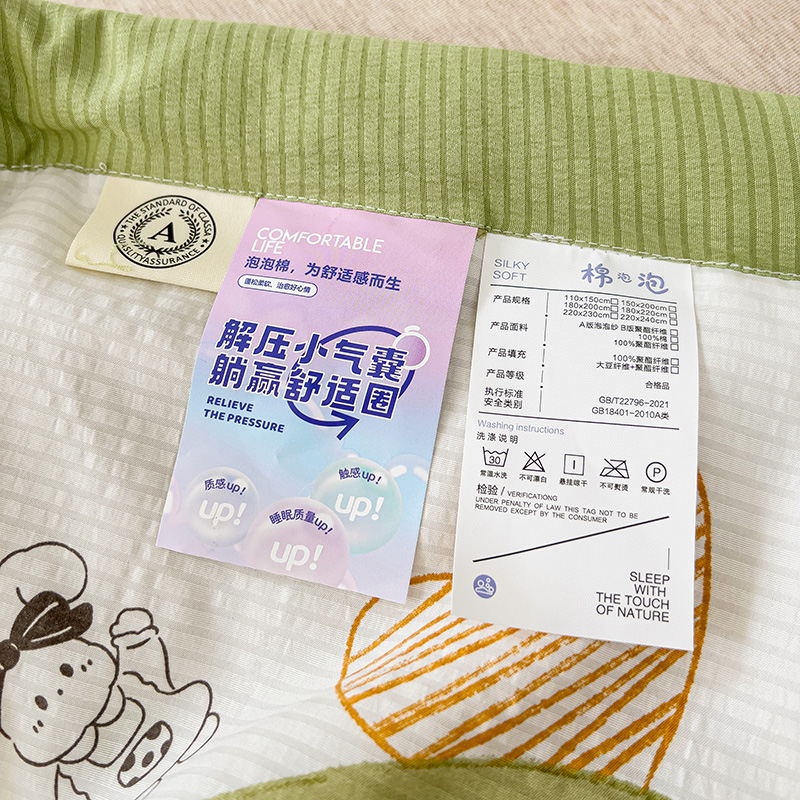 THE STANDARD OF CLASSA
A
QUSLITYASSURANCE
COMFORTABLE
LIFE
泡泡棉，为舒适感而生
蓬松柔软、治愈好心情
解压小气囊
躺赢舒适圈
RELIEVE
THE PRESSURE
质感up!
up!
触感up!
up!
睡眠质量up!
up!
SILKY
SOFT
棉泡泡
产品规格
110x150cm□ 150x200cm□
180x200cm□ 200x230cm□
220x230cm□ 220x240cm□
产品面料
A版泡泡纱 B版聚酯纤维□
100%棉□
100%聚酯纤维□
产品填充
100%聚酯纤维□
大豆纤维+聚酯纤维□
产品等级
合格品
执行标准
GB/T22796-2021
安全类别
GB18401-2010A类
Washing instructions
洗涤说明
30
P
常温水洗 不可漂白 悬挂晾干 不可熨烫 常规干洗
检验/VERIFICATIONG
UNDER PENALTY OF LAW THIS TAG NOT TO BE
REMOVED EXCEPT BY THE CONSUMER
SLEEP
WITH
THE TOUCH
OF NATURE